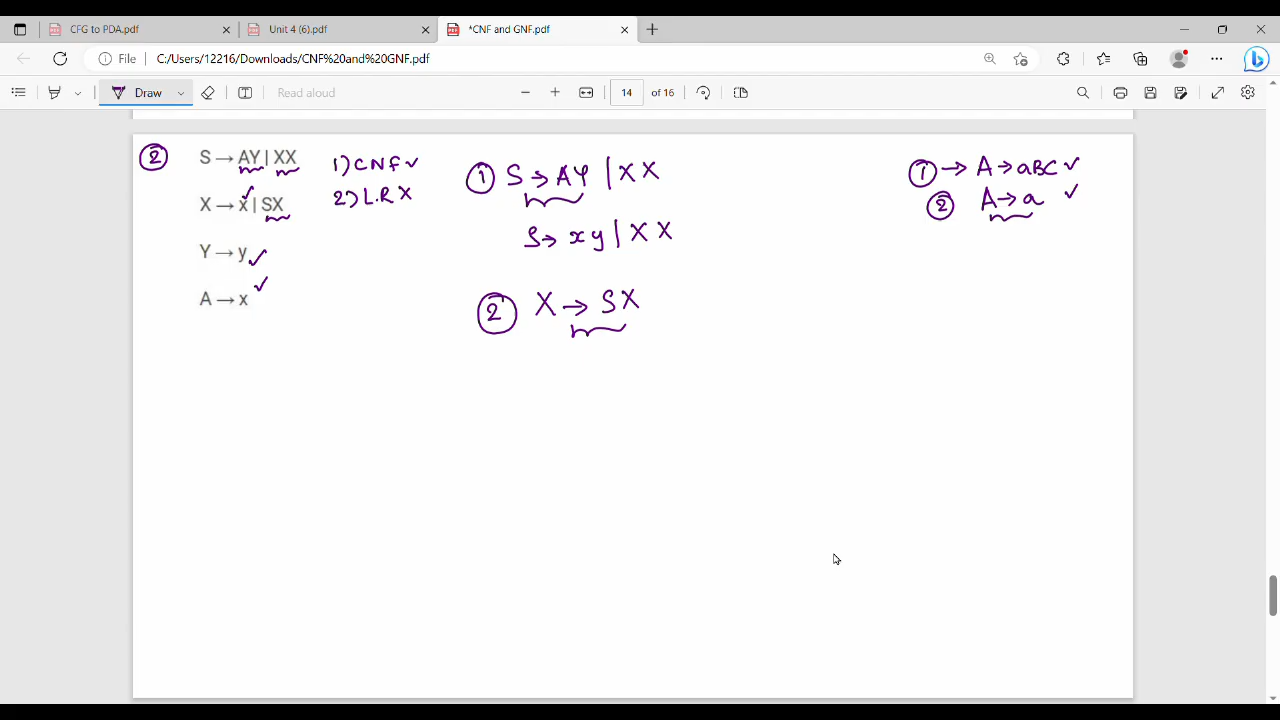 CFG to PDA.pdf
Unit 4 (6).pdf
*CNF and GNF.pdf
File
C:/Users/12216/Downloads/CNF%20and%20GNF.pdf
Draw
Read aloud
14 of 16
2
S → AY | XX
X → x | SX
Y → y
A → x
1) CNF ✓
2) L.R X
1 S → AY | XX
S → xy | XX
2 X → SX
1 → A → aBC ✓
2 A → a ✓